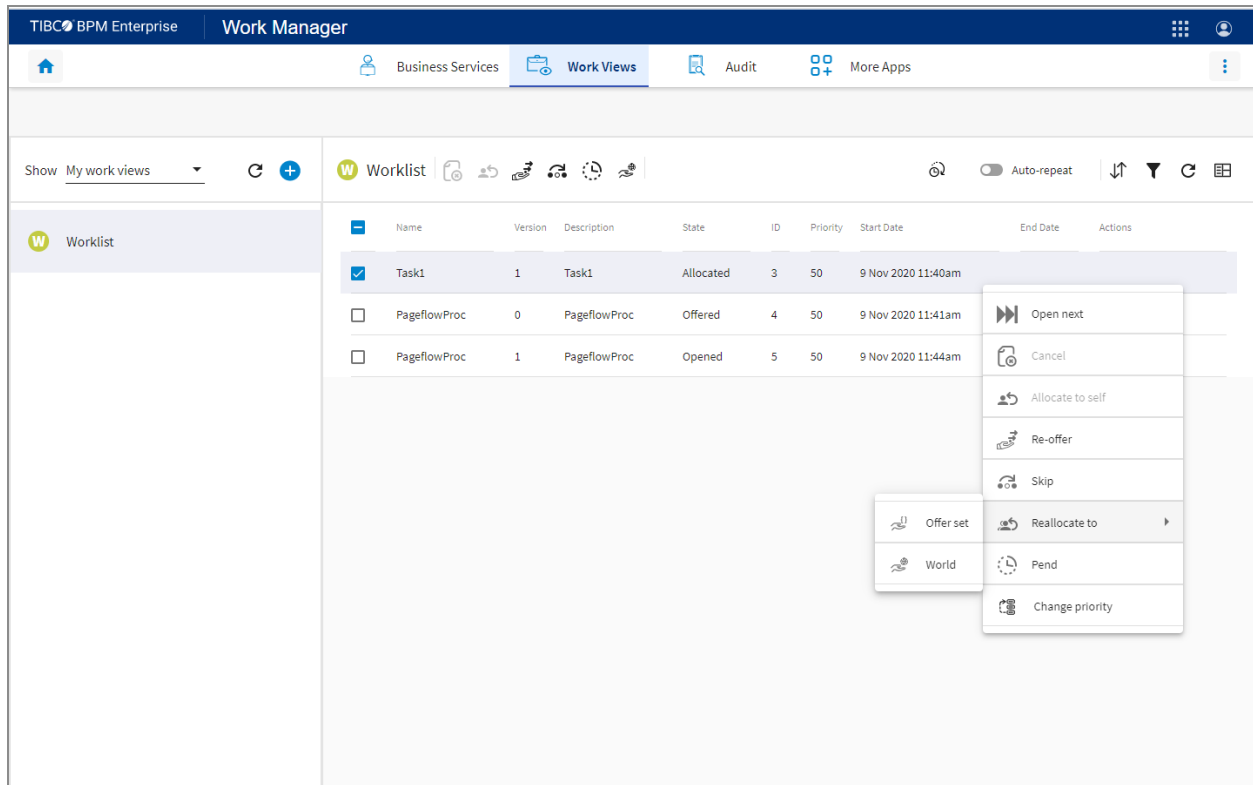 TIBCO BPM Enterprise Work Manager
Business Services Work Views Audit More Apps
Show My work views
W Worklist Auto-repeat
W Worklist
Name Version Description State ID Priority Start Date End Date Actions
Task1 1 Task1 Allocated 3 50 9 Nov 2020 11:40am
PageflowProc 0 PageflowProc Offered 4 50 9 Nov 2020 11:41am
PageflowProc 1 PageflowProc Opened 5 50 9 Nov 2020 11:44am
Open next
Cancel
Allocate to self
Re-offer
Skip
Offer set Reallocate to
World Pend
Change priority